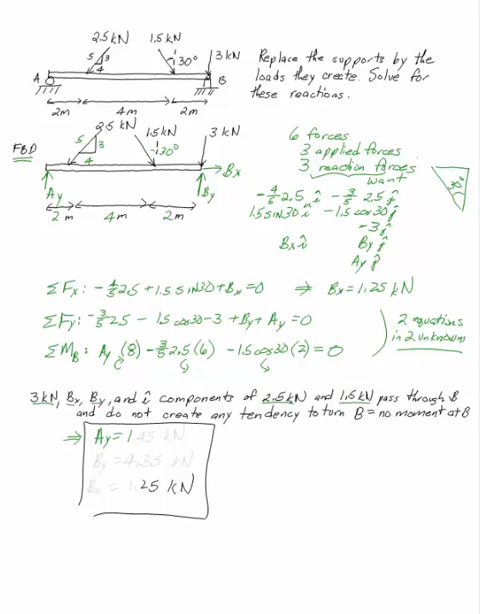 2.5 kN 1.5 kN
5 3 4 30° 3 kN
A B
2m 4m 2m
Replace the supports by the
loads they create. Solve for
these reactions.
FBD
2.5 kN 1.5 kN 3 kN
5 3 4 30°
Bx
Ay By
2 m 4m 2m
6 forces
3 applied forces
3 reaction forces
want
30°
-4/5 2.5 î -3/5 2.5 ĵ
1.5 sin30 î -1.5 cos30 ĵ
-3 ĵ
Bx î By ĵ
Ay ĵ
ΣFx: -4/5 2.5 + 1.5 sin30 + Bx = 0 ⇒ Bx = 1.25 kN
ΣFy: -3/5 2.5 - 1.5 cos30 - 3 + By + Ay = 0
2 equations
in 2 unknowns
ΣMB: Ay (8) - 3/5 2.5 (6) - 1.5 cos30 (2) = 0
3 kN, Bx, By, and î components of 2.5 kN and 1.5 kN pass through B
and do not create any tendency to turn B = no moment at B
⇒ Ay = 1.45 kN
By = 4.35 kN
Bx = 1.25 kN